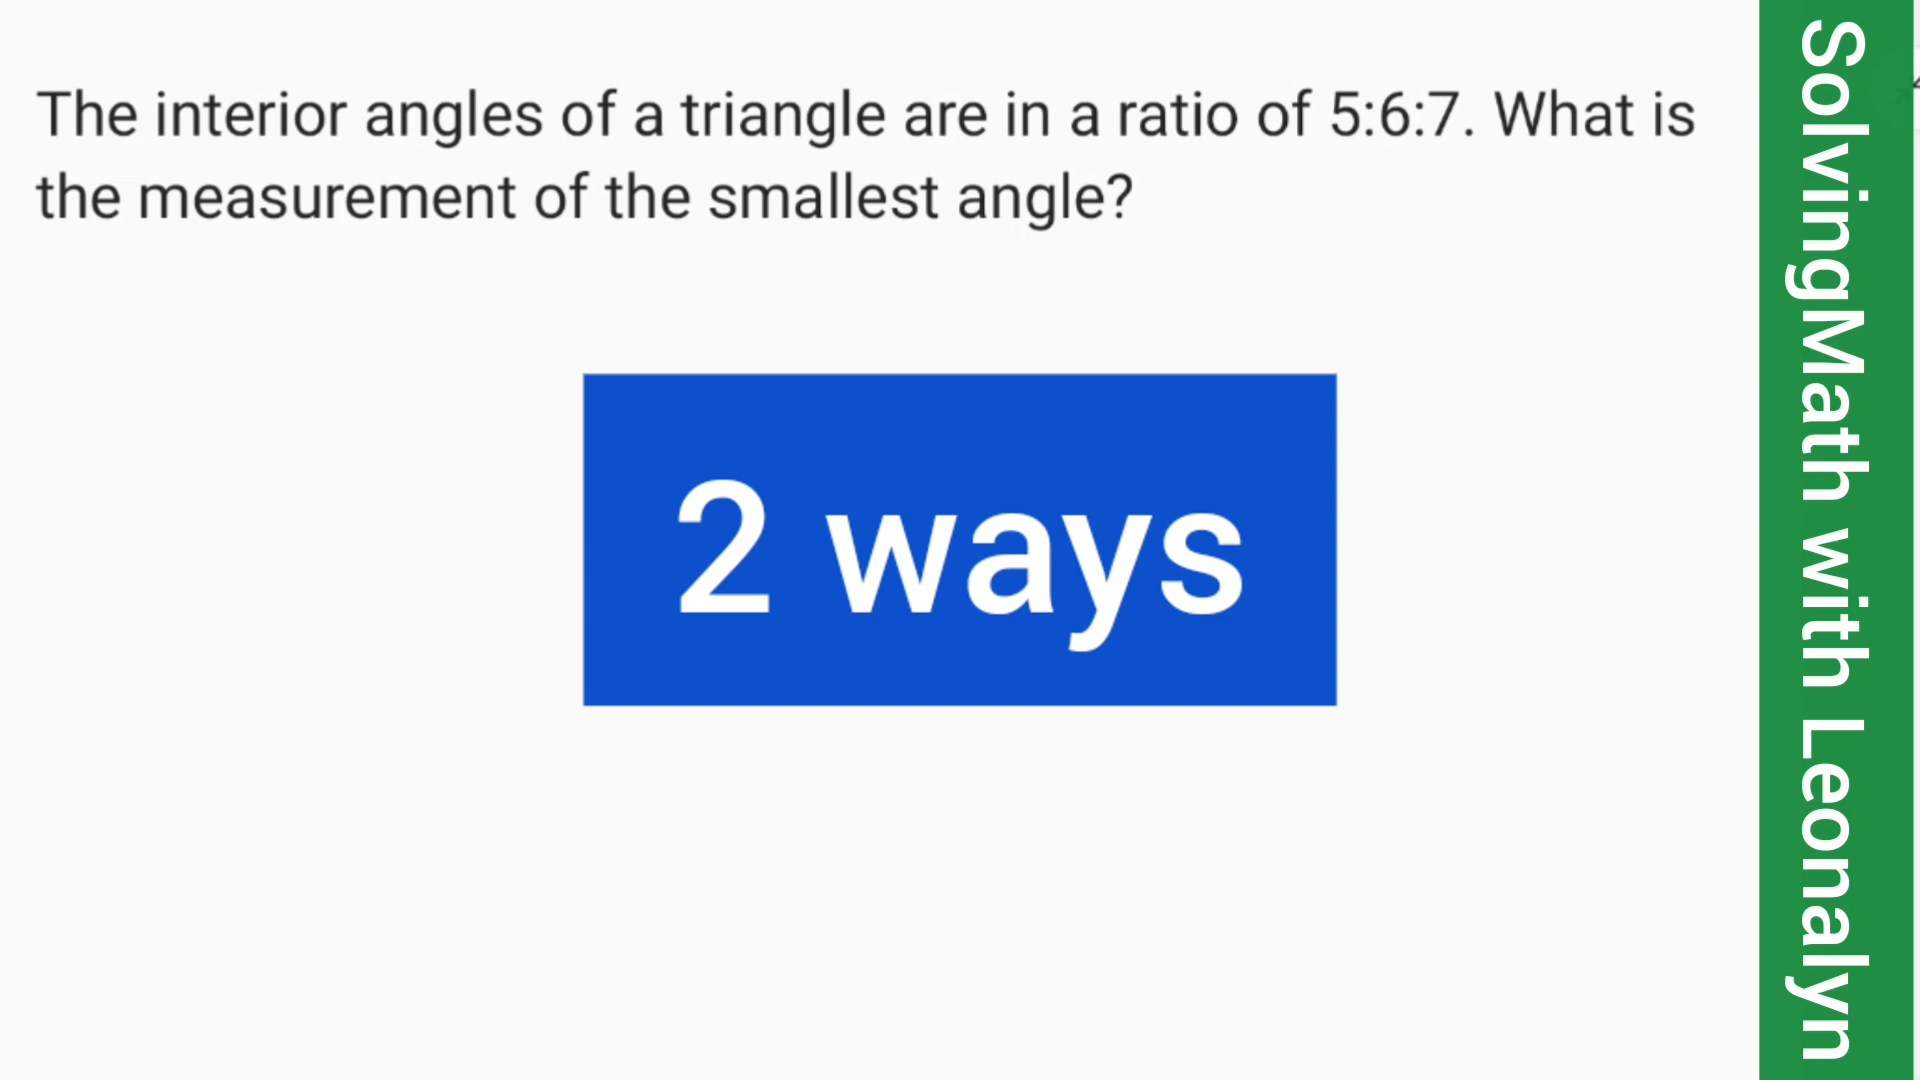 The interior angles of a triangle are in a ratio of 5:6:7. What is
the measurement of the smallest angle?
2 ways
SolvingMath with Leonalyn